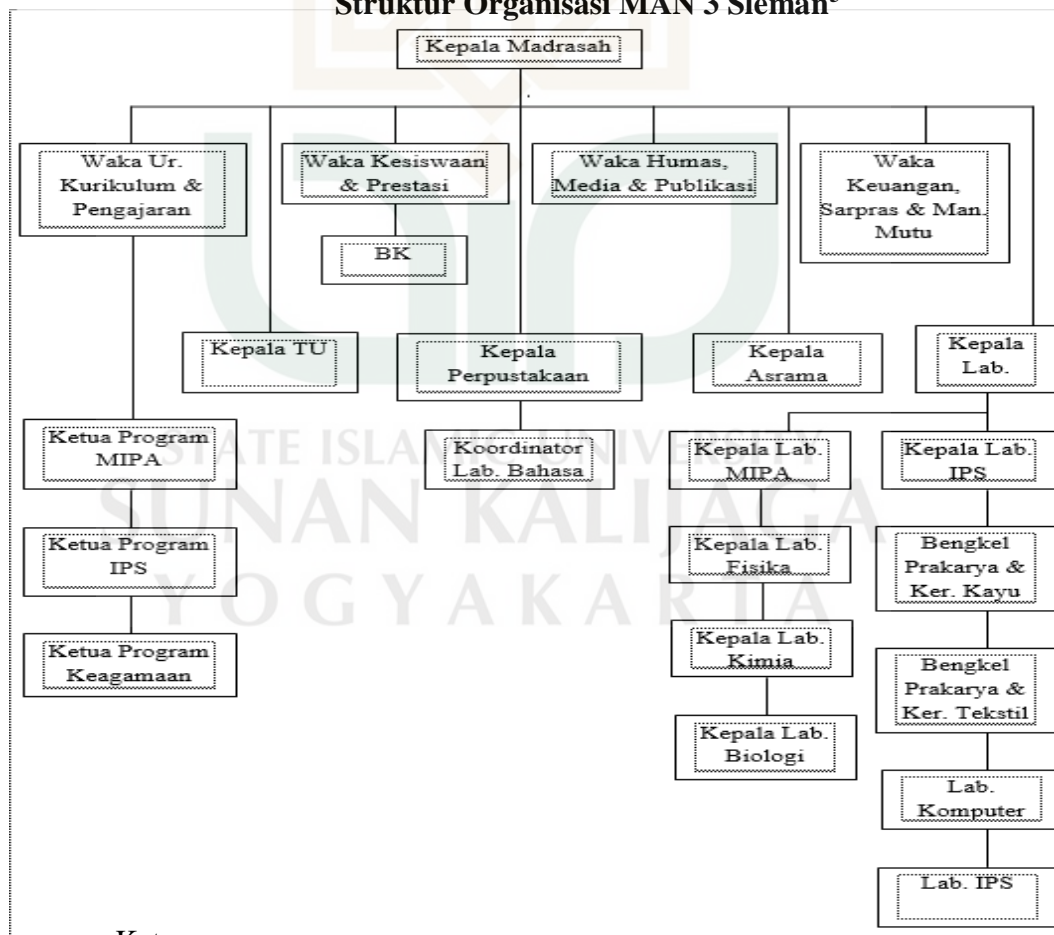 Struktur Organisasi MAN 3 Sleman
Kepala Madrasah
Waka Ur.
Kurikulum &
Pengajaran
Waka Kesiswaan
& Prestasi
Waka Humas,
Media & Publikasi
Waka
Keuangan,
Sarpras & Man.
Mutu
BK
Kepala TU
Kepala
Perpustakaan
Kepala
Asrama
Kepala
Lab.
Ketua Program
MIPA
Koordinator
Lab. Bahasa
Kepala Lab.
MIPA
Kepala Lab.
IPS
Ketua Program
IPS
Kepala Lab.
Fisika
Bengkel
Prakarya &
Ker. Kayu
Ketua Program
Keagamaan
Kepala Lab.
Kimia
Bengkel
Prakarya &
Ker. Tekstil
Kepala Lab.
Biologi
Lab.
Komputer
Lab. IPS
STATE ISLAMIC UNIVERSITY
SUNAN KALIJAGA
YOGYAKARTA